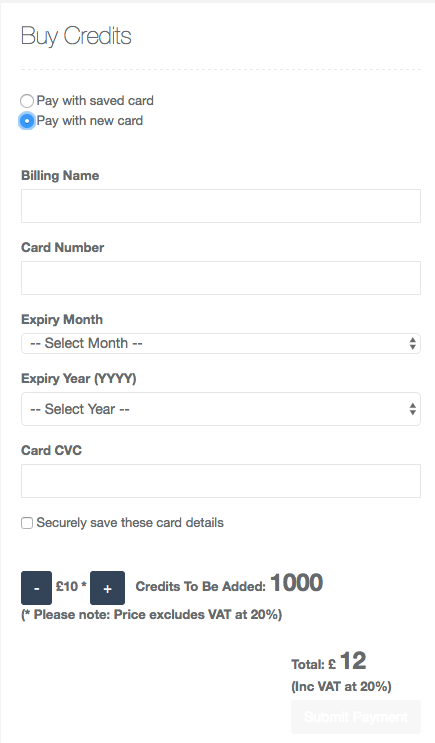 Buy Credits
Pay with saved card
Pay with new card
Billing Name
Card Number
Expiry Month
-- Select Month --
Expiry Year (YYYY)
-- Select Year --
Card CVC
Securely save these card details
- £10 * + Credits To Be Added: 1000
(* Please note: Price excludes VAT at 20%)
Total: £ 12
(Inc VAT at 20%)
Submit Payment